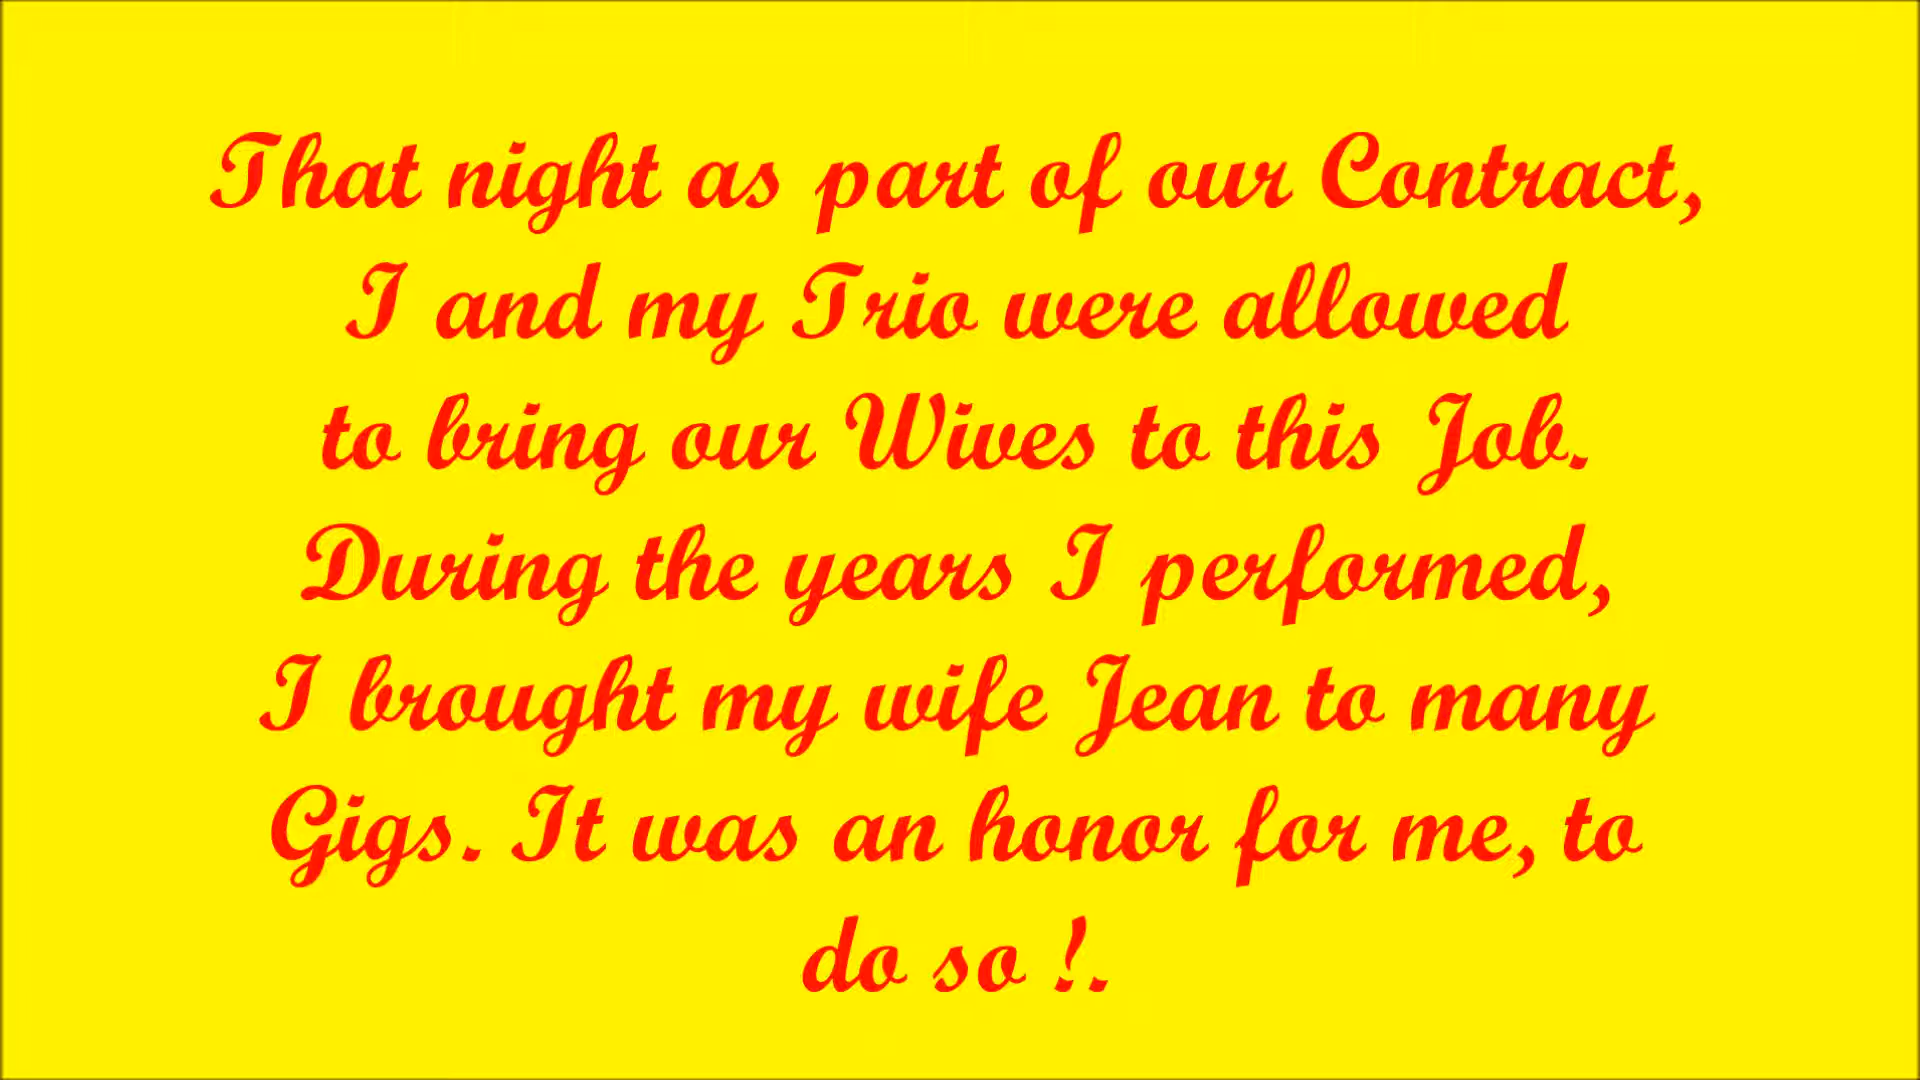 That night as part of our Contract,
I and my Trio were allowed
to bring our Wives to this Job.
During the years I performed,
I brought my wife Jean to many
Gigs. It was an honor for me, to
do so !.